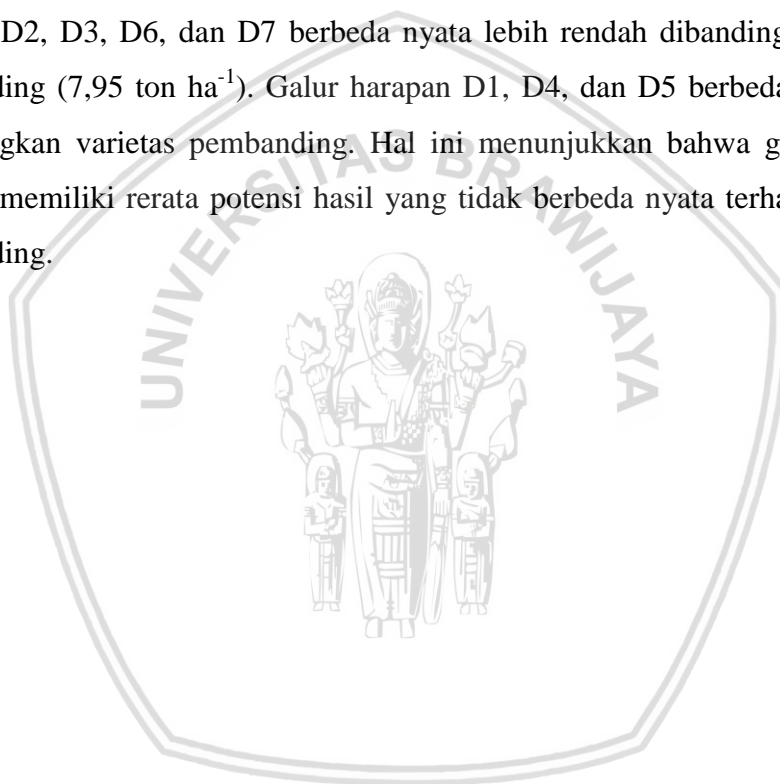 D2, D3, D6, dan D7 berbeda nyata lebih rendah dibanding
ding (7,95 ton ha⁻¹). Galur harapan D1, D4, dan D5 berbeda
gkan varietas pembanding. Hal ini menunjukkan bahwa g
memiliki rerata potensi hasil yang tidak berbeda nyata terha
ding.
UNIVERSITAS BRAWIJAYA